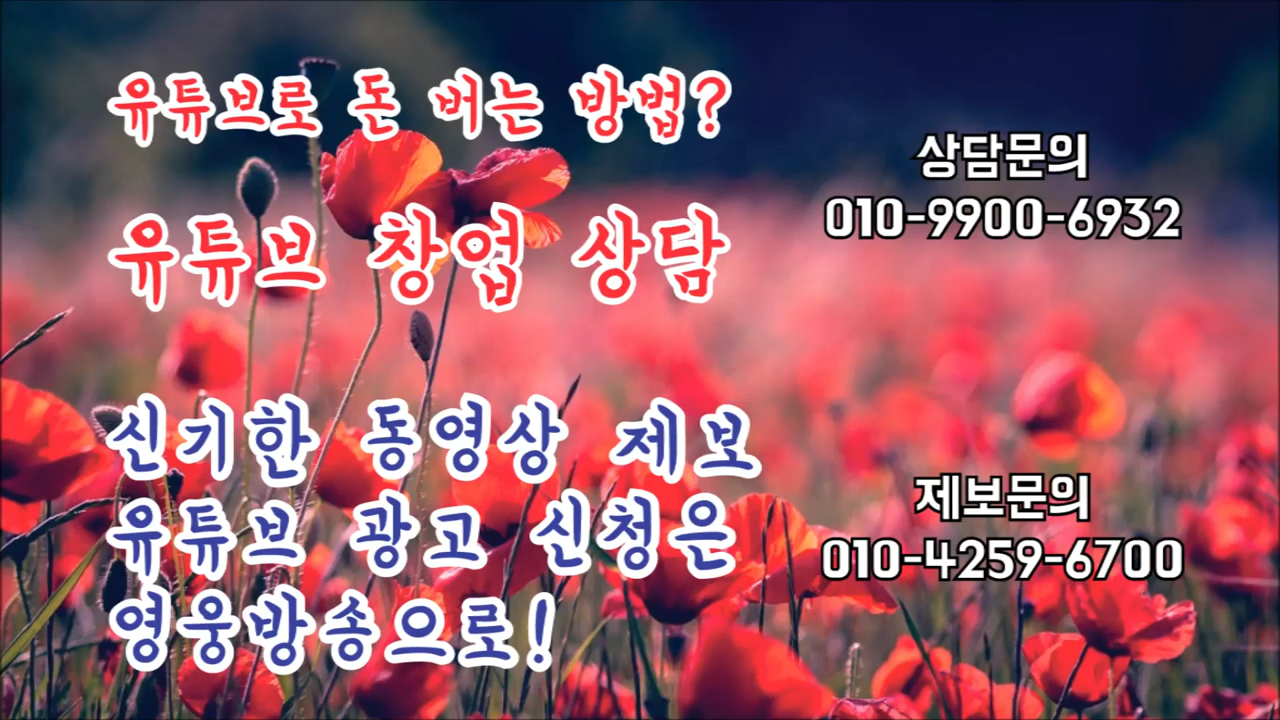 유튜브로 돈 버는 방법?
유튜브 창업 상담
상담문의
010-9900-6932
신기한 동영상 제보
유튜브 광고 신청은
영웅방송으로!
제보문의
010-4259-6700